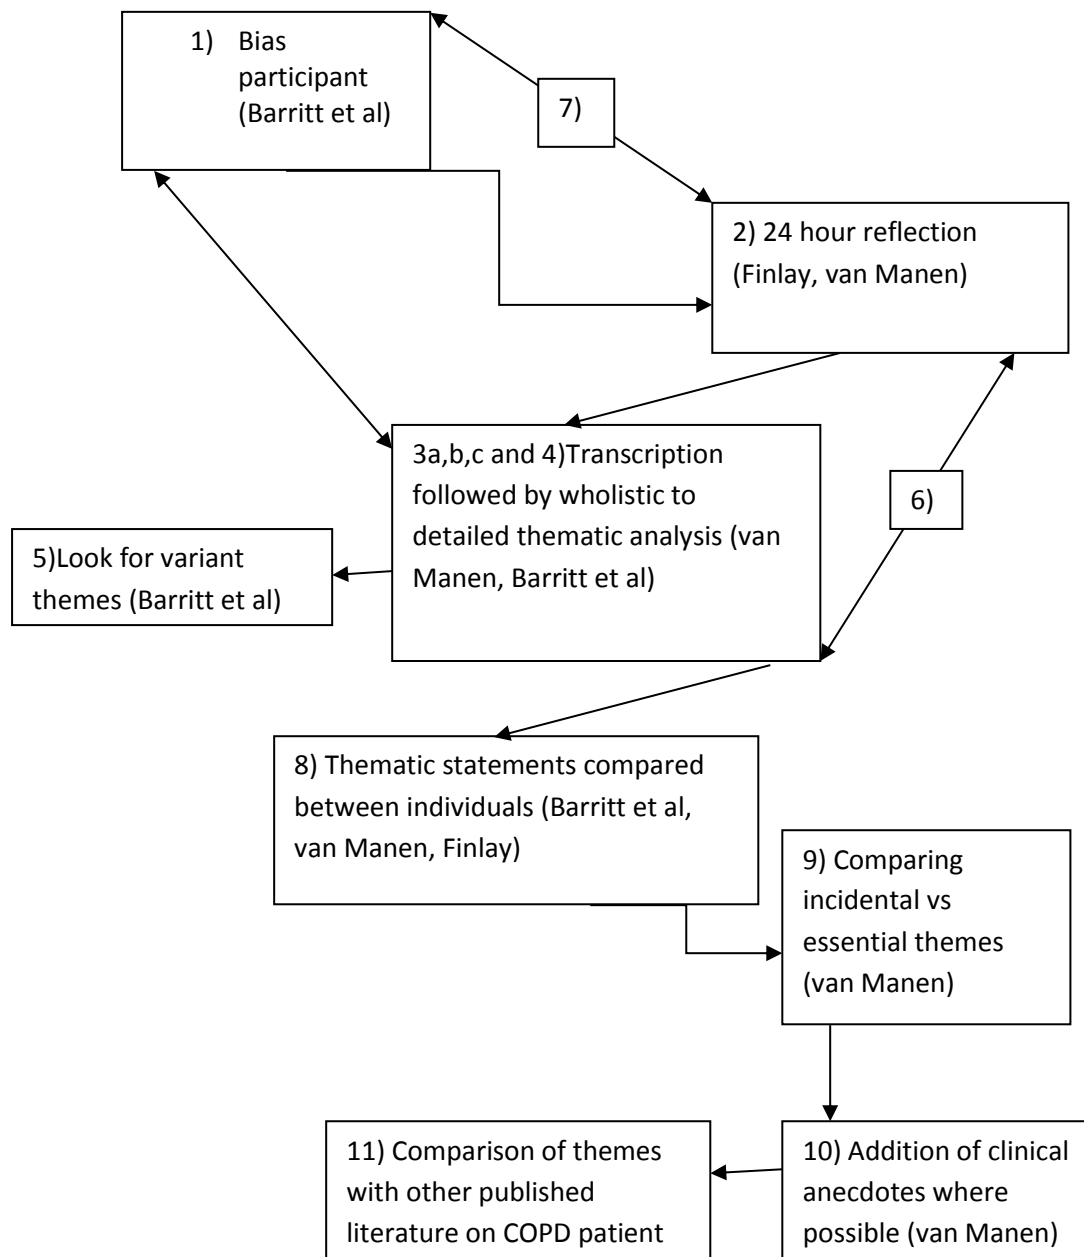 1) Bias
participant
(Barritt et al)
7)
2) 24 hour reflection
(Finlay, van Manen)
3a,b,c and 4)Transcription
followed by wholistic to
detailed thematic analysis (van
Manen, Barritt et al)
6)
5)Look for variant
themes (Barritt et al)
8) Thematic statements compared
between individuals (Barritt et al,
van Manen, Finlay)
9) Comparing
incidental vs
essential themes
(van Manen)
11) Comparison of themes
with other published
literature on COPD patient
10) Addition of clinical
anecdotes where
possible (van Manen)